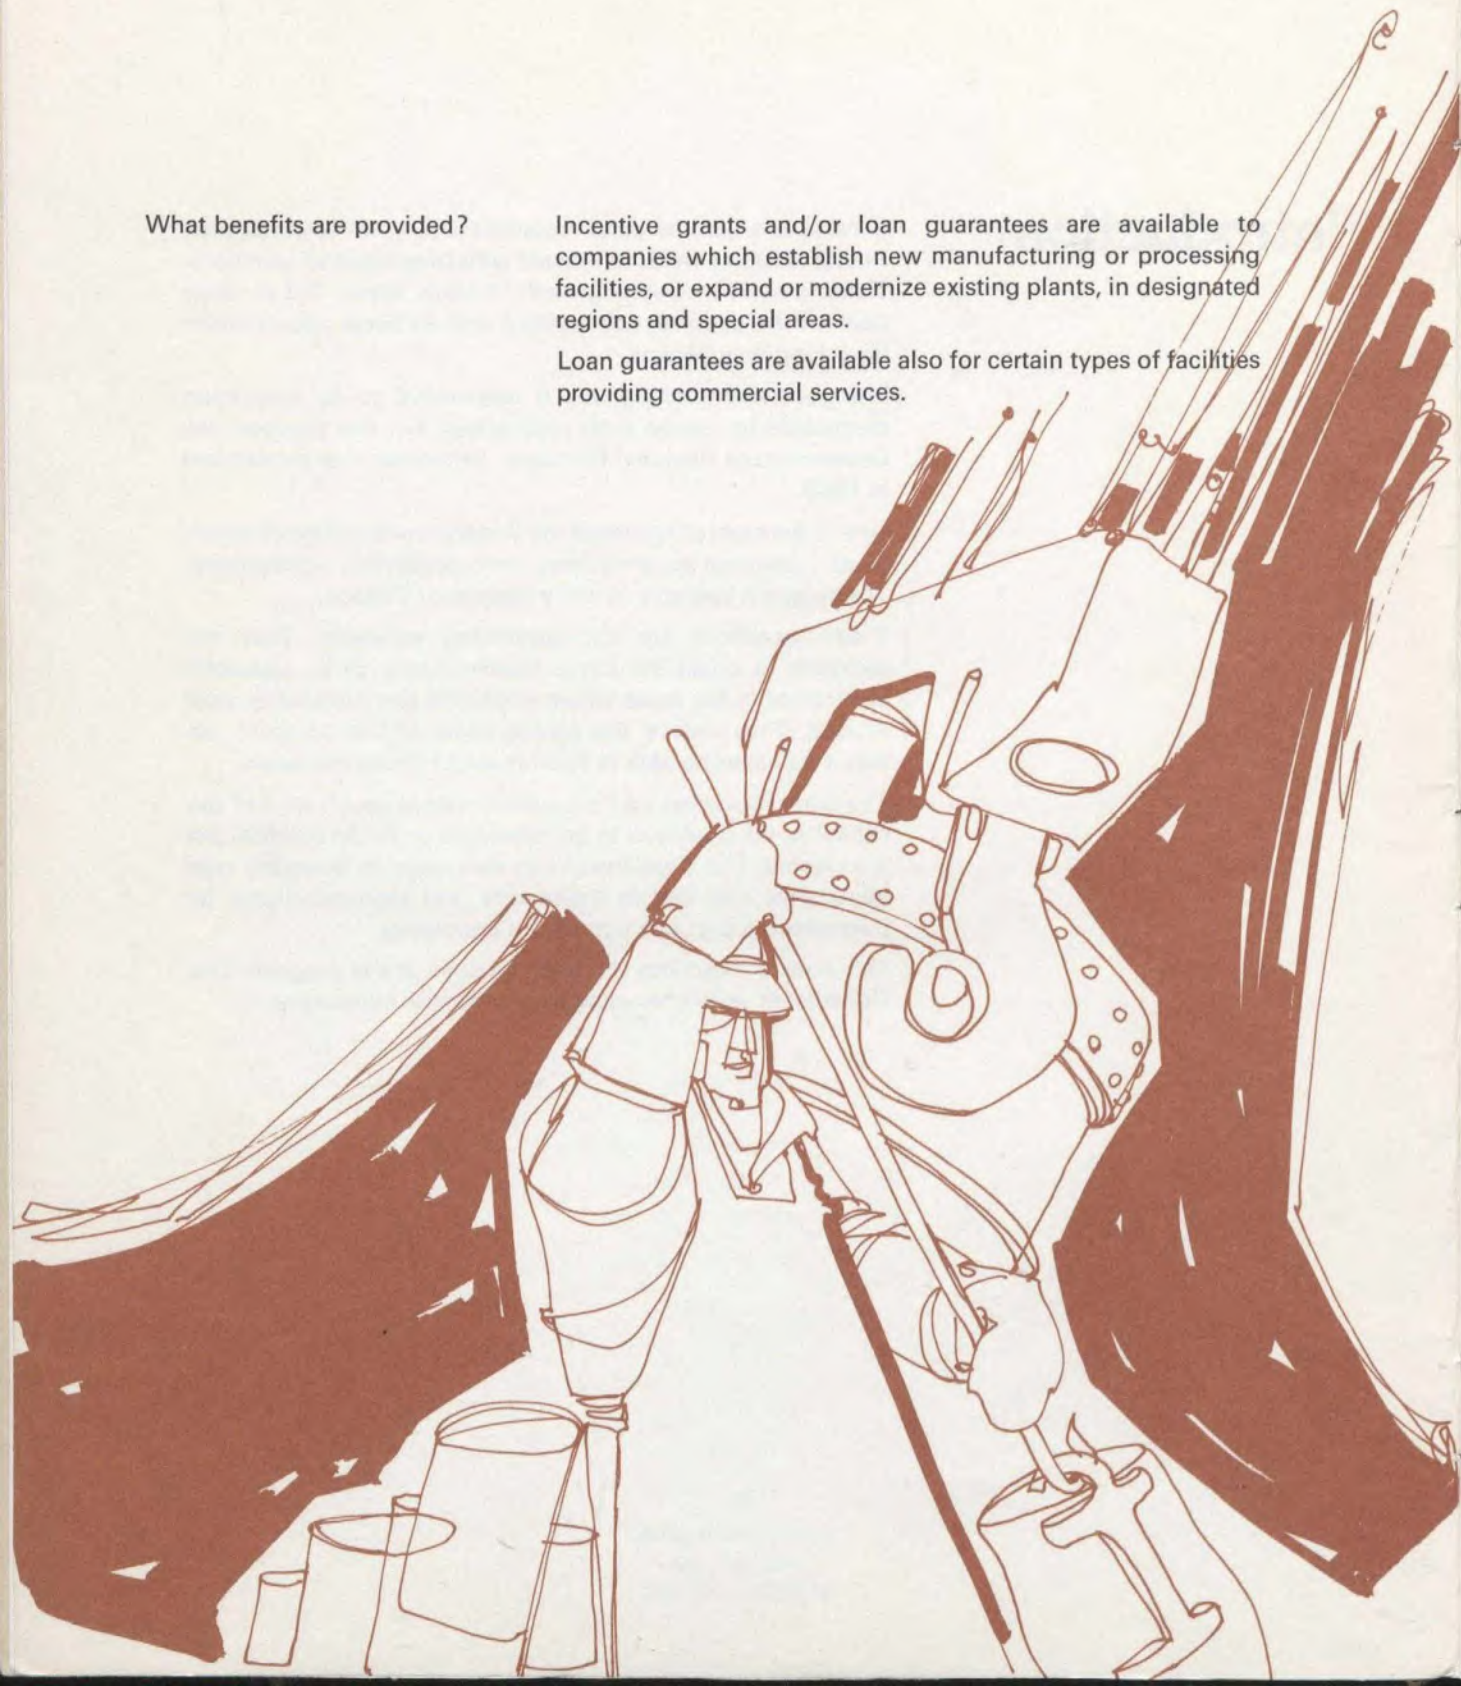 What benefits are provided?
Incentive grants and/or loan guarantees are available to
companies which establish new manufacturing or processing
facilities, or expand or modernize existing plants, in designated
regions and special areas.
Loan guarantees are available also for certain types of facilities
providing commercial services.